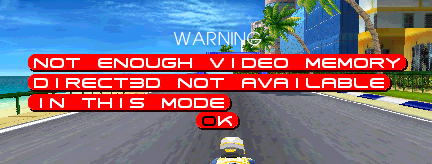 WARNING
NOT ENOUGH VIDEO MEMORY
DIRECT3D NOT AVAILABLE
IN THIS MODE
OK